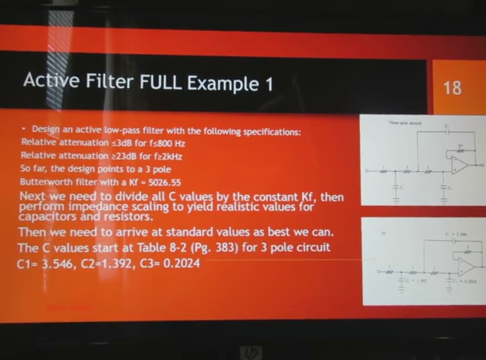 Active Filter FULL Example 1
18
• Design an active low-pass filter with the following specifications:
Relative attenuation ≤3dB for f≤800 Hz
Relative attenuation ≥23dB for f≥2kHz
So far, the design points to a 3 pole
Butterworth filter with a Kf = 5026.55
Next we need to divide all C values by the constant Kf, then
perform impedance scaling to yield realistic values for
capacitors and resistors.
Then we need to arrive at standard values as best we can.
The C values start at Table 8-2 (Pg. 383) for 3 pole circuit
C1= 3.546, C2=1.392, C3= 0.2024